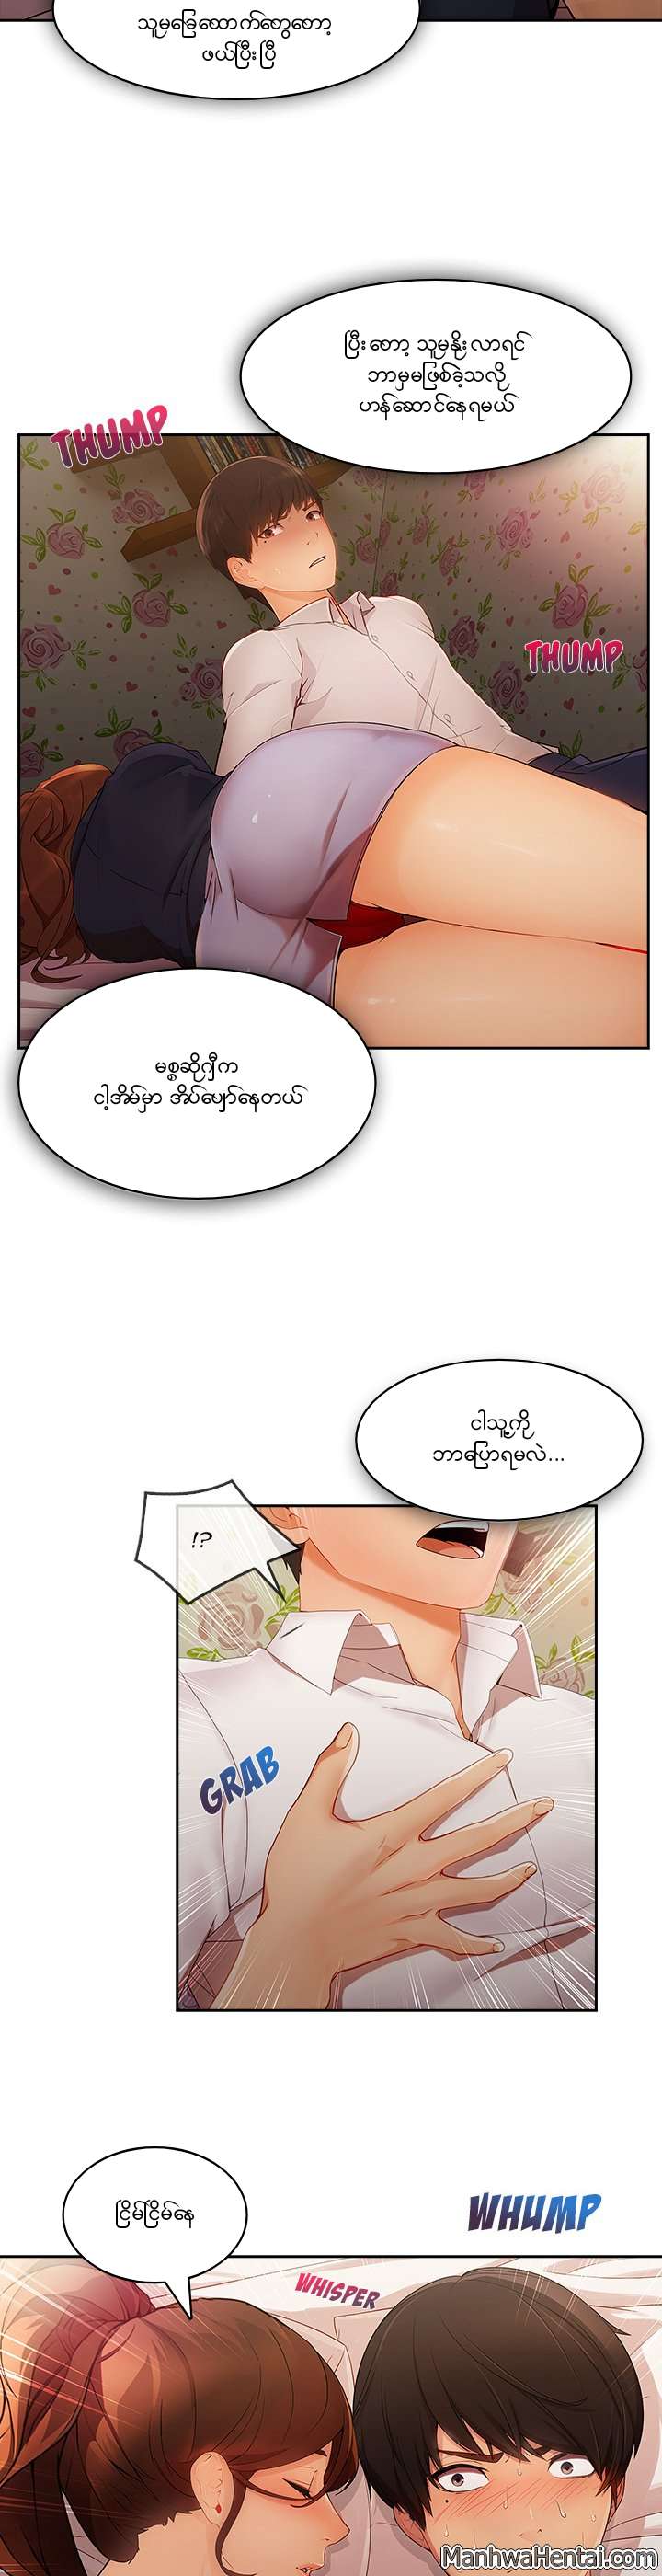 သူမခြေထောက်တွေတော့
ဖယ်ပြီးပြီ
ပြီးတော့ သူမနိုးလာရင်
ဘာမှမဖြစ်ခဲ့သလို
ဟန်ဆောင်နေရမယ်
THUMP
THUMP
မစ္စဆိုဂျီက
ငါ့အိမ်မှာ အိပ်ပျော်နေတယ်
ငါသူ့ကို
ဘာပြောရမလဲ...
!?
GRAB
ငြိမ်ငြိမ်နေ
WHUMP
WHISPER
ManhwaHentai.com